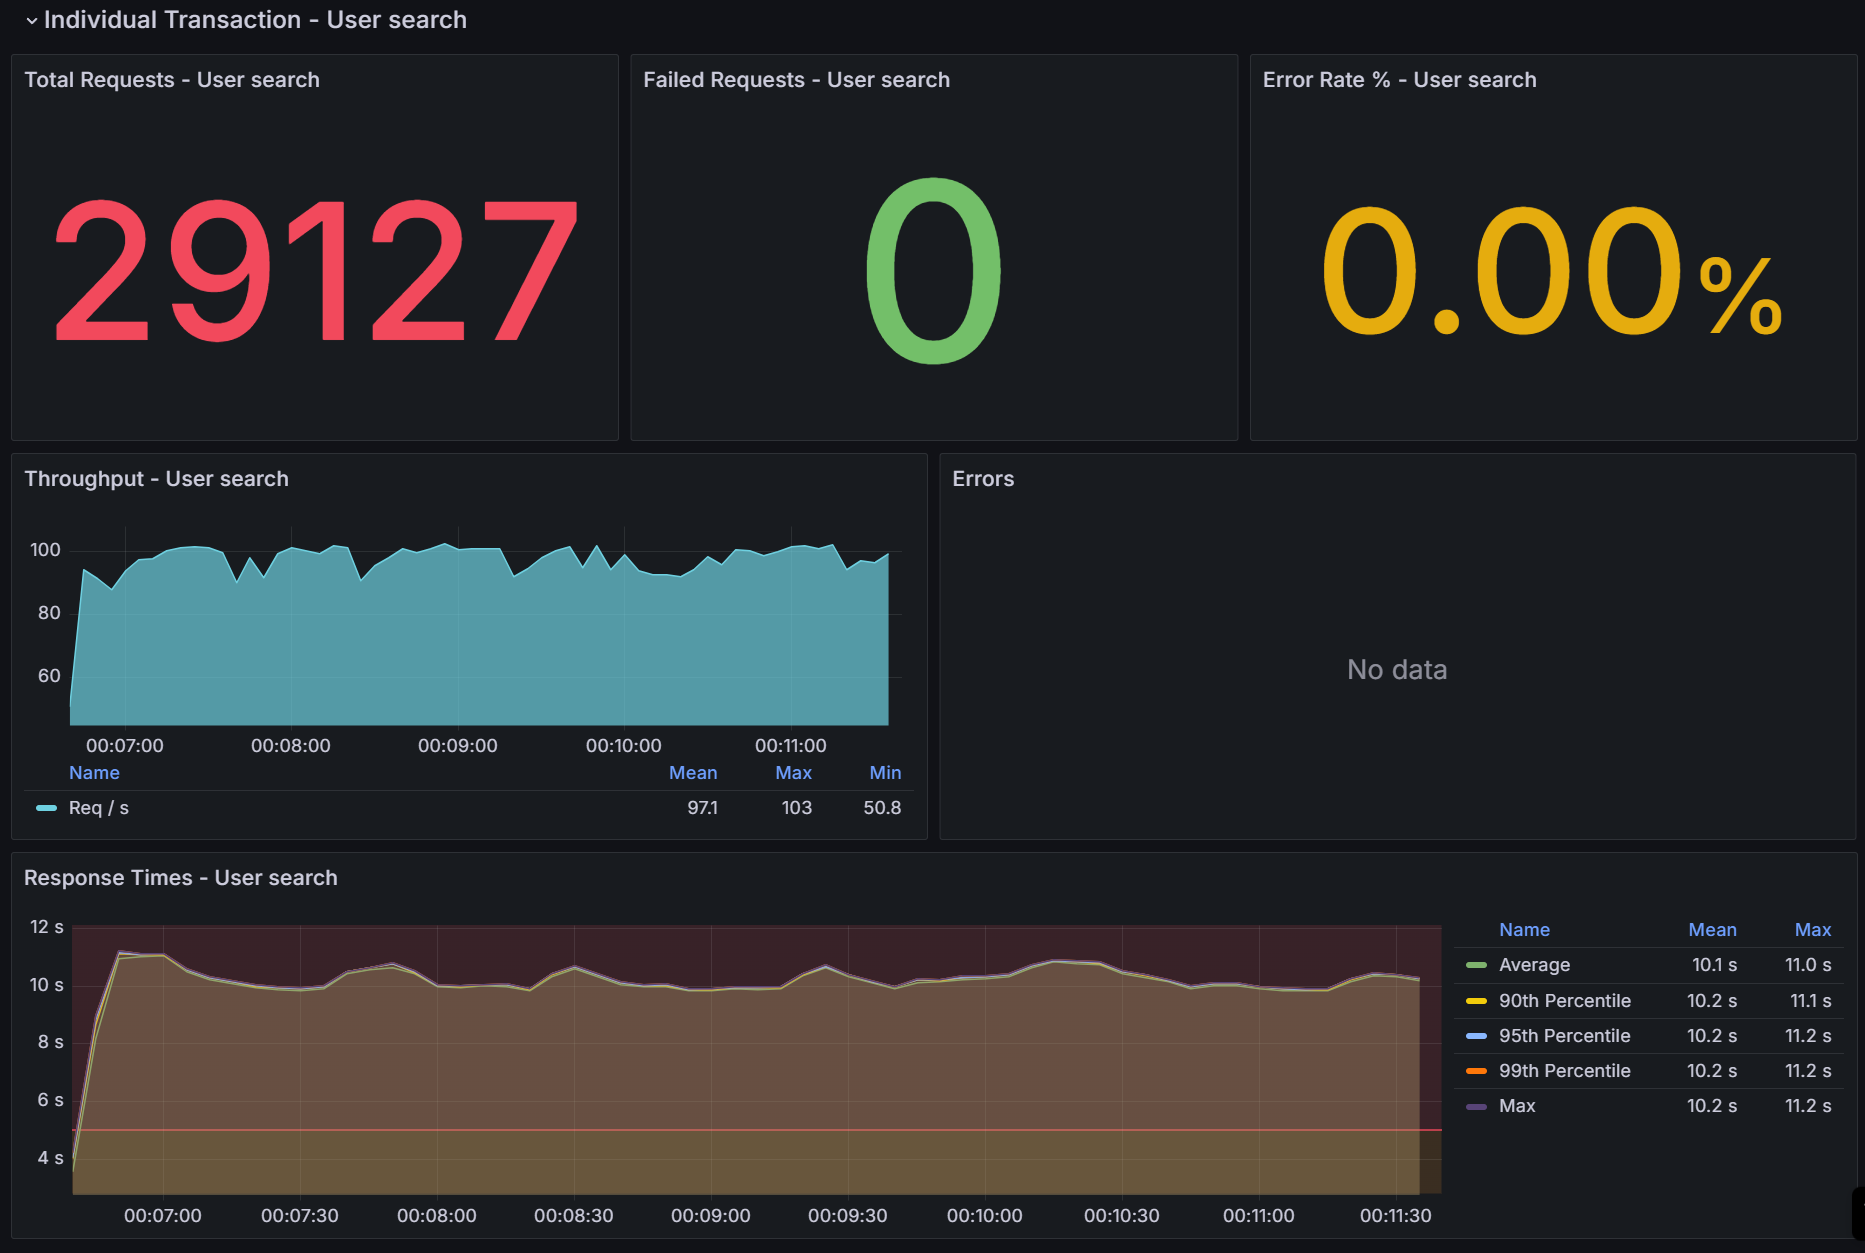 Individual Transaction - User search
Total Requests - User search
29127
Failed Requests - User search
0
Error Rate % - User search
0.00%
Throughput - User search
100
80
60
00:07:00 00:08:00 00:09:00 00:10:00 00:11:00
Name Mean Max Min
Req / s 97.1 103 50.8
Errors
No data
Response Times - User search
12 s
10 s
8 s
6 s
4 s
00:07:00 00:07:30 00:08:00 00:08:30 00:09:00 00:09:30 00:10:00 00:10:30 00:11:00 00:11:30
Name Mean Max
Average 10.1 s 11.0 s
90th Percentile 10.2 s 11.1 s
95th Percentile 10.2 s 11.2 s
99th Percentile 10.2 s 11.2 s
Max 10.2 s 11.2 s